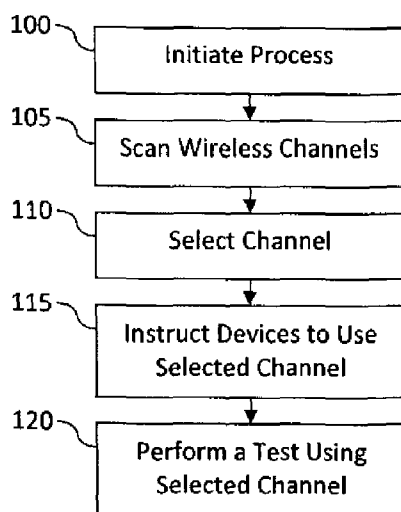 100
Initiate Process
105
Scan Wireless Channels
110
Select Channel
115
Instruct Devices to Use
Selected Channel
120
Perform a Test Using
Selected Channel